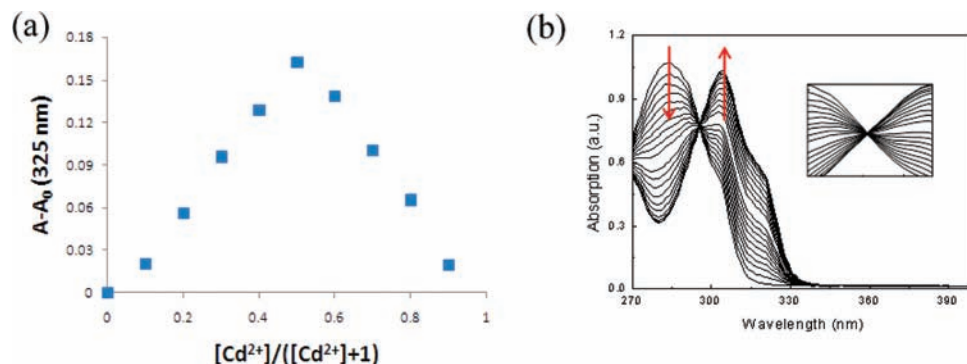 (a)
A-A₀ (325 nm)
0.18
0.15
0.12
0.09
0.06
0.03
0
0 0.2 0.4 0.6 0.8 1
[Cd²⁺]/([Cd²⁺]+1)
(b)
Absorption (a.u.)
1.2
0.9
0.6
0.3
0.0
270 300 330 360 390
Wavelength (nm)